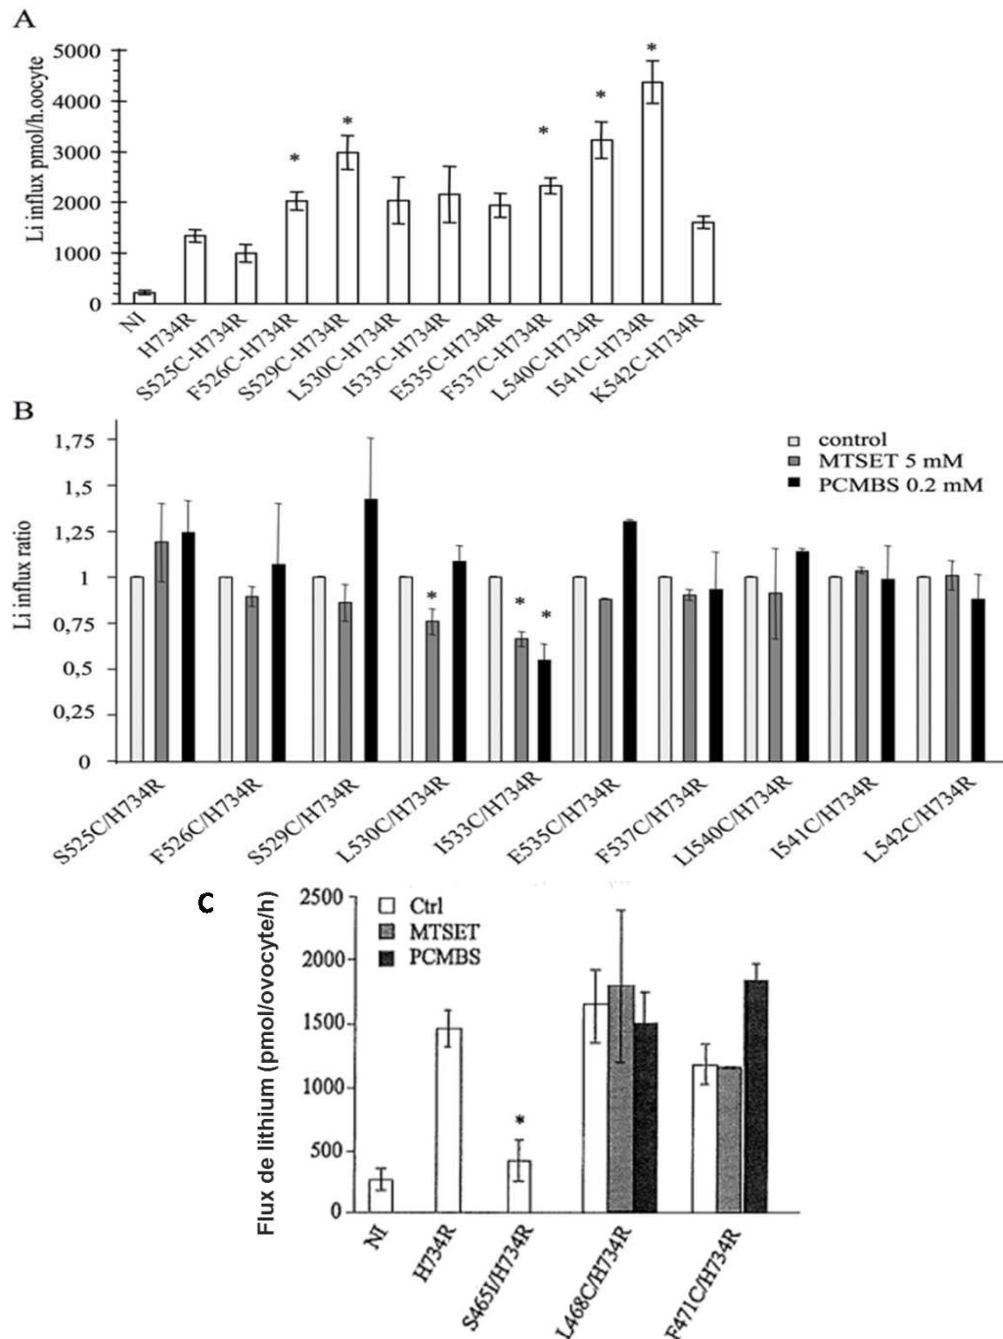 A
Li influx pmol/h.oocyte
5000
4000
3000
2000
1000
0
* * * * *
NI
H734R
S525C-H734R
F526C-H734R
S529C-H734R
L530C-H734R
I533C-H734R
E535C-H734R
F537C-H734R
L540C-H734R
I541C-H734R
K542C-H734R
B
Li influx ratio
1,75
1,5
1,25
1
0,75
0,5
0,25
0
control
MTSET 5 mM
PCMBS 0.2 mM
* * *
S525C/H734R
F526C/H734R
S529C/H734R
L530C/H734R
I533C/H734R
E535C/H734R
F537C/H734R
LI540C/H734R
I541C/H734R
L542C/H734R
C
Flux de lithium (pmol/ovocyte/h)
2500
2000
1500
1000
500
0
Ctrl
MTSET
PCMBS
*
NI
H734R
S465I/H734R
L468C/H734R
F471C/H734R